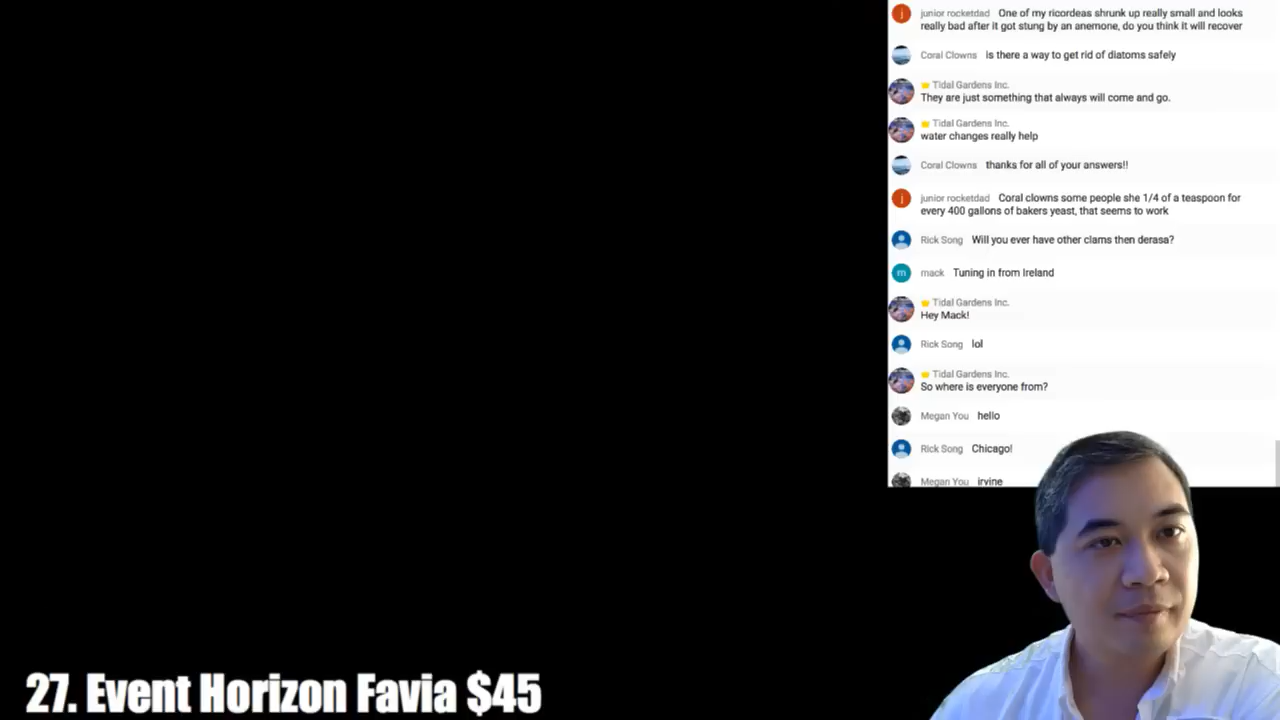 j junior rocketdad One of my ricordeas shrunk up really small and looks
really bad after it got stung by an anemone, do you think it will recover
Coral Clowns is there a way to get rid of diatoms safely
Tidal Gardens Inc.
They are just something that always will come and go.
Tidal Gardens Inc.
water changes really help
Coral Clowns thanks for all of your answers!!
j junior rocketdad Coral clowns some people she 1/4 of a teaspoon for
every 400 gallons of bakers yeast, that seems to work
Rick Song Will you ever have other clams then derasa?
m mack Tuning in from Ireland
Tidal Gardens Inc.
Hey Mack!
Rick Song lol
Tidal Gardens Inc.
So where is everyone from?
Megan You hello
Rick Song Chicago!
Megan You irvine
27. Event Horizon Favia $45